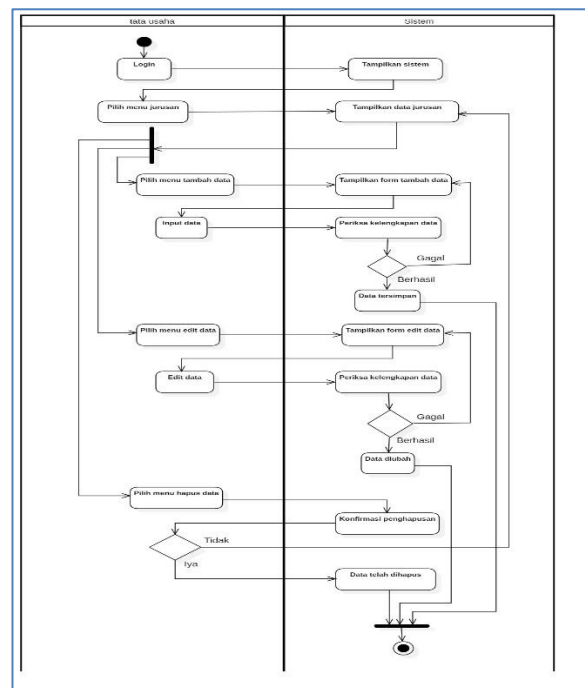 tata usaha
Sistem
Login
Tampilkan sistem
Pilih menu jurusan
Tampilkan data jurusan
Pilih menu tambah data
Tampilkan form tambah data
Input data
Periksa kelengkapan data
Gagal
Berhasil
Data tersimpan
Pilih menu edit data
Tampilkan form edit data
Edit data
Periksa kelengkapan data
Gagal
Berhasil
Data diubah
Pilih menu hapus data
Konfirmasi penghapusan
Tidak
Iya
Data telah dihapus